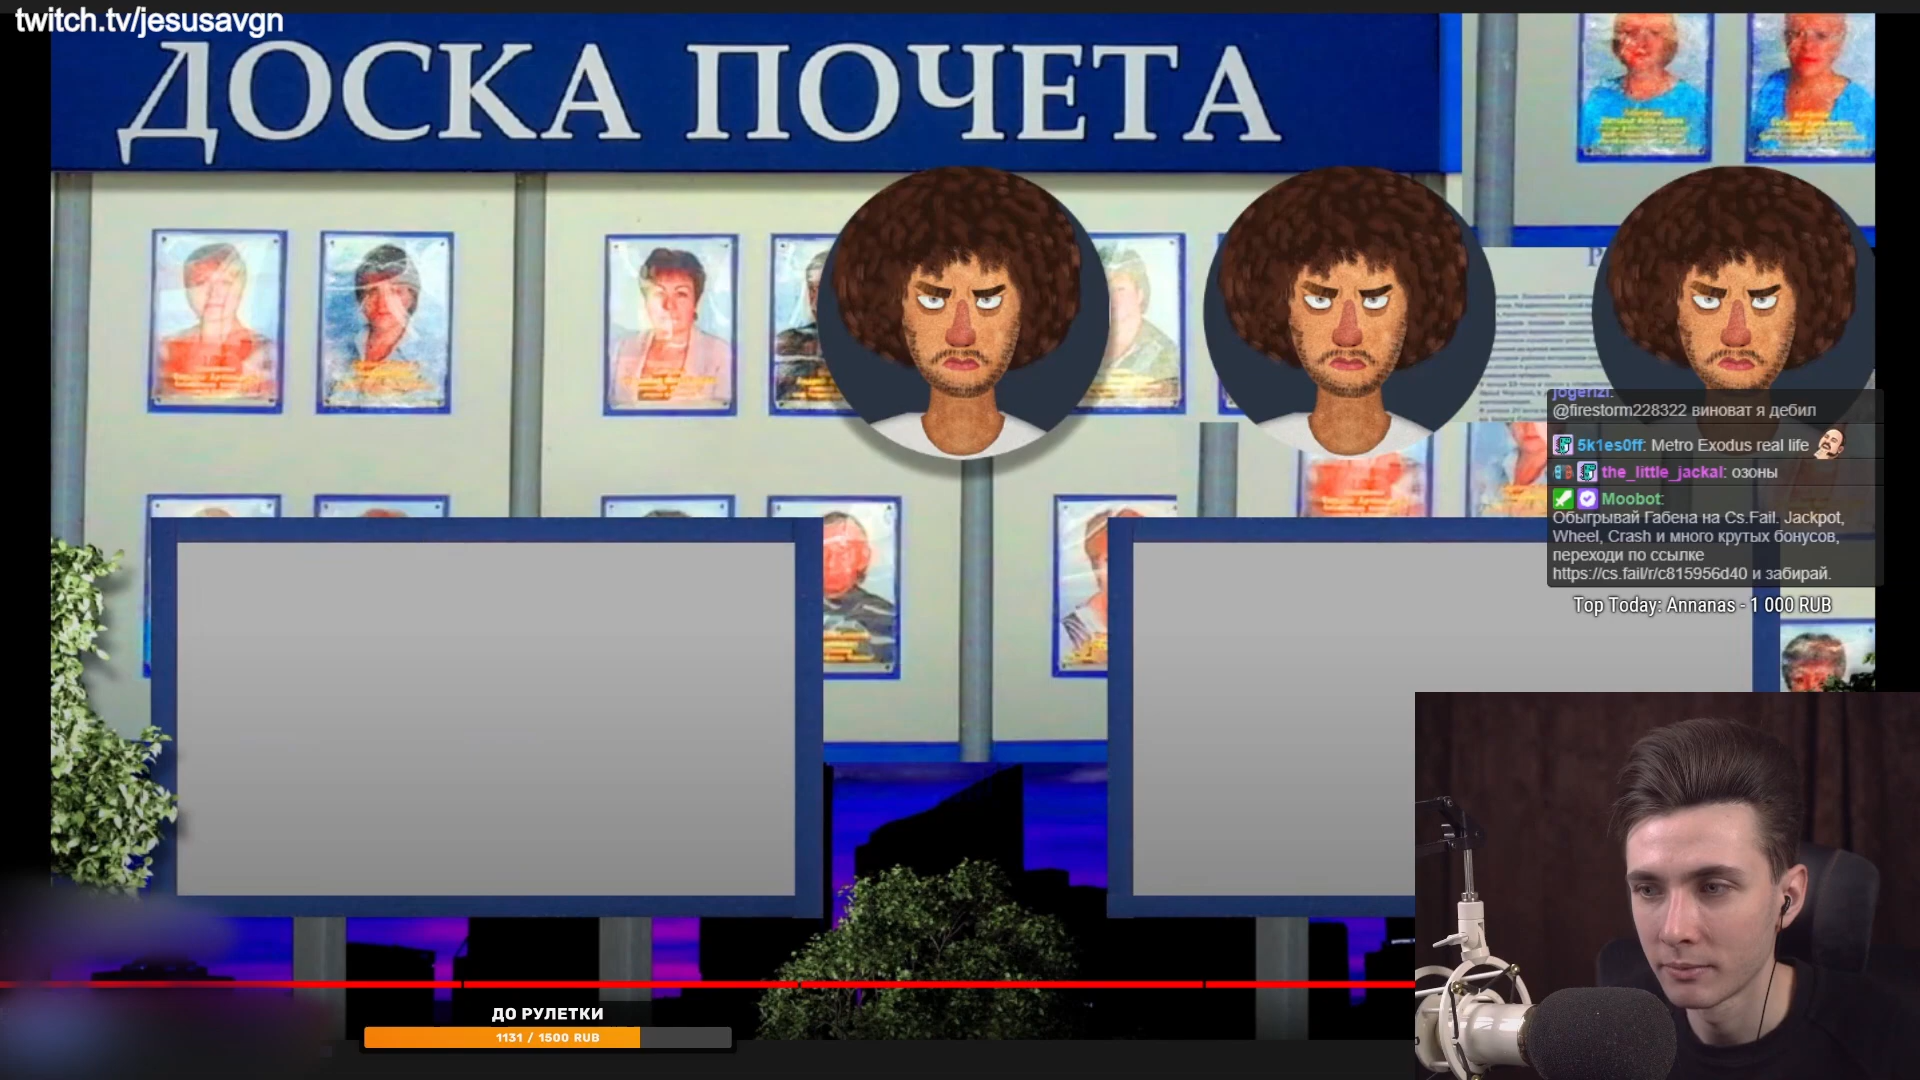 twitch.tv/jesusavgn
ДОСКА ПОЧЕТА
jogerizi:
@firestorm228322 виноват я дебил
5k1es0ff: Metro Exodus real life
the_little_jackal: озоны
Moobot:
Обыгрывай Габена на Cs.Fail. Jackpot,
Wheel, Crash и много крутых бонусов,
переходи по ссылке
https://cs.fail/r/c815956d40 и забирай.
Top Today: Annanas - 1 000 RUB
ДО РУЛЕТКИ
1131 / 1500 RUB